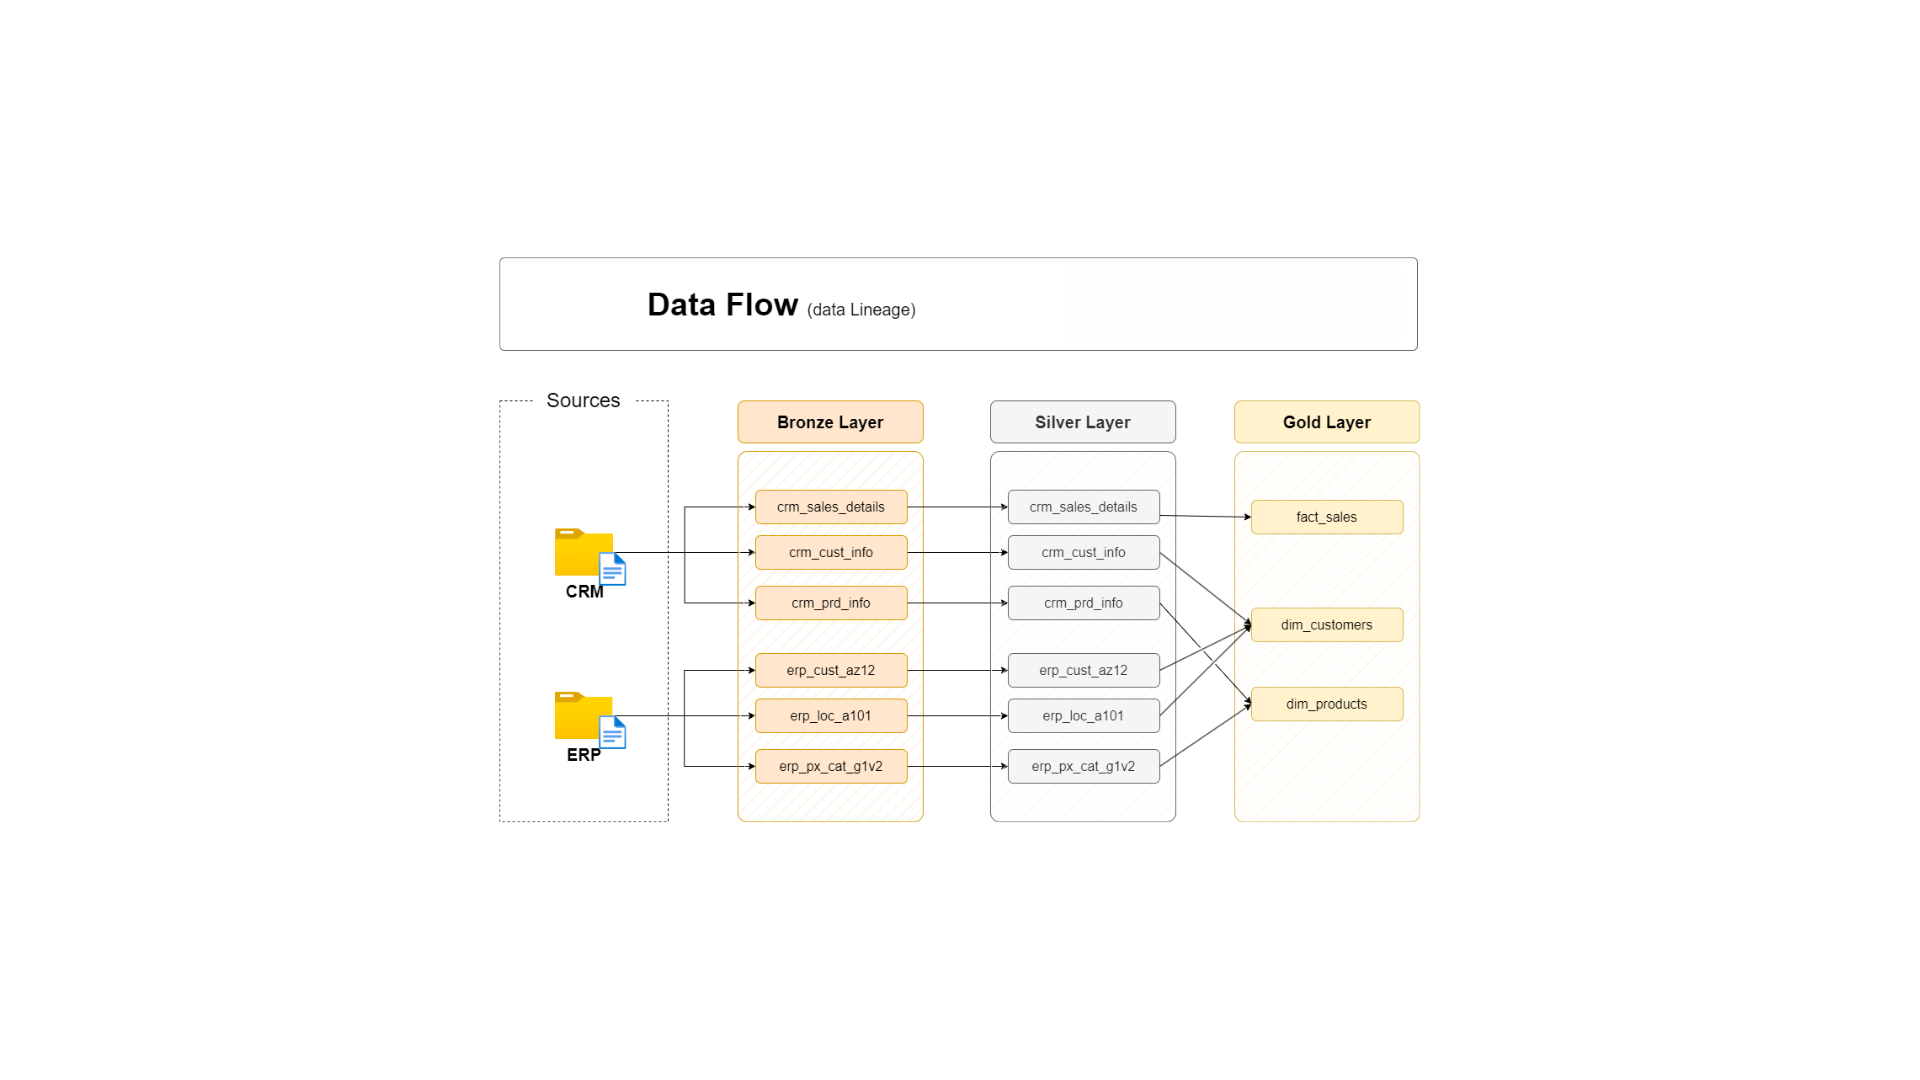 Data Flow (data Lineage)
Sources
CRM
ERP
Bronze Layer
crm_sales_details
crm_cust_info
crm_prd_info
erp_cust_az12
erp_loc_a101
erp_px_cat_g1v2
Silver Layer
crm_sales_details
crm_cust_info
crm_prd_info
erp_cust_az12
erp_loc_a101
erp_px_cat_g1v2
Gold Layer
fact_sales
dim_customers
dim_products